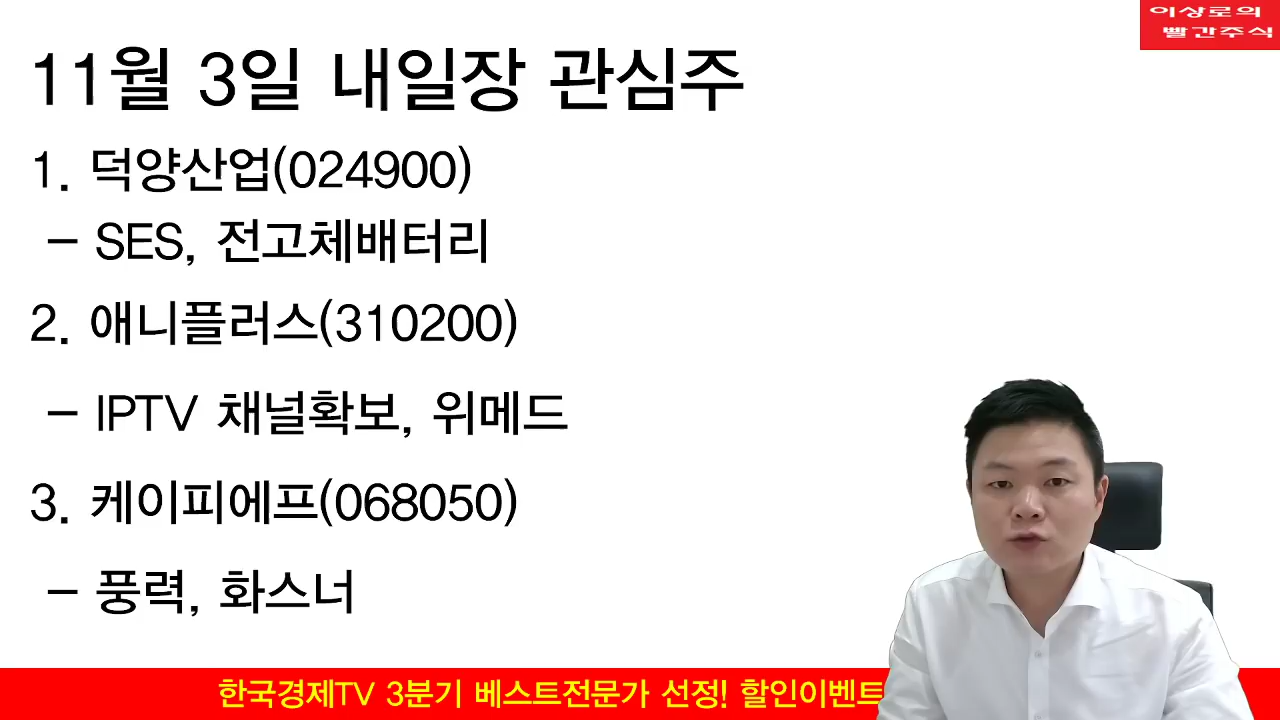 이상로의
빨간주식
11월 3일 내일장 관심주
1. 덕양산업(024900)
- SES, 전고체배터리
2. 애니플러스(310200)
- IPTV 채널확보, 위메드
3. 케이피에프(068050)
- 풍력, 화스너
한국경제TV 3분기 베스트전문가 선정! 할인이벤트